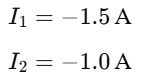 I₁ = −1.5 A
I₂ = −1.0 A